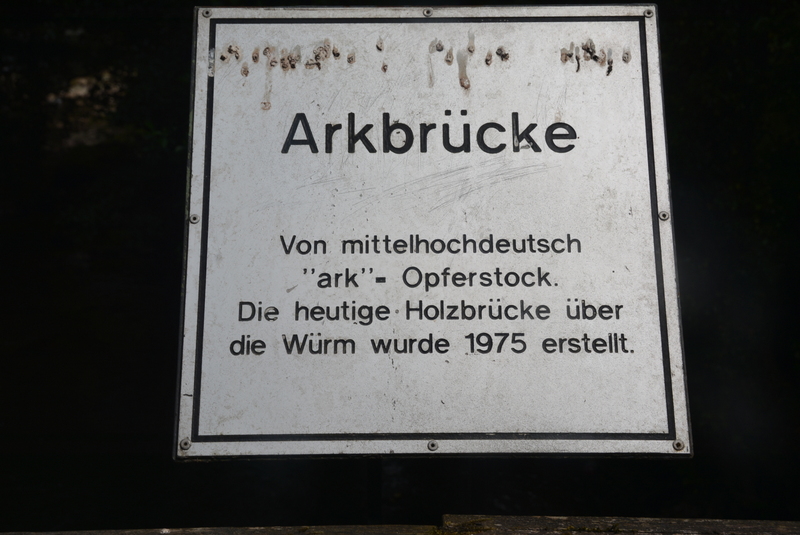 Arkbrücke
Von mittelhochdeutsch
"ark"- Opferstock.
Die heutige Holzbrücke über
die Würm wurde 1975 erstellt.